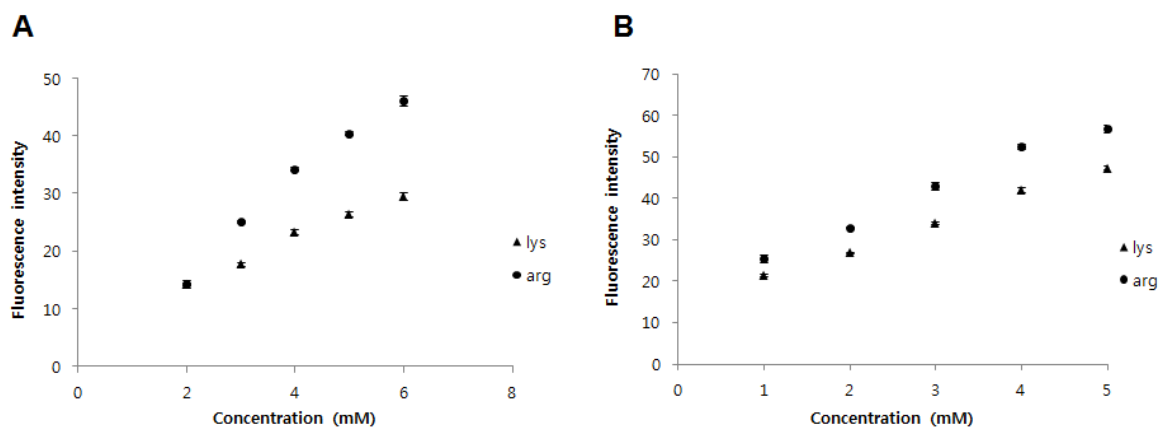 A
Fluorescence intensity
50
40
30
20
10
0
0 2 4 6 8
Concentration (mM)
lys
arg
B
Fluorescence intensity
70
60
50
40
30
20
10
0
0 1 2 3 4 5
Concentration (mM)
lys
arg